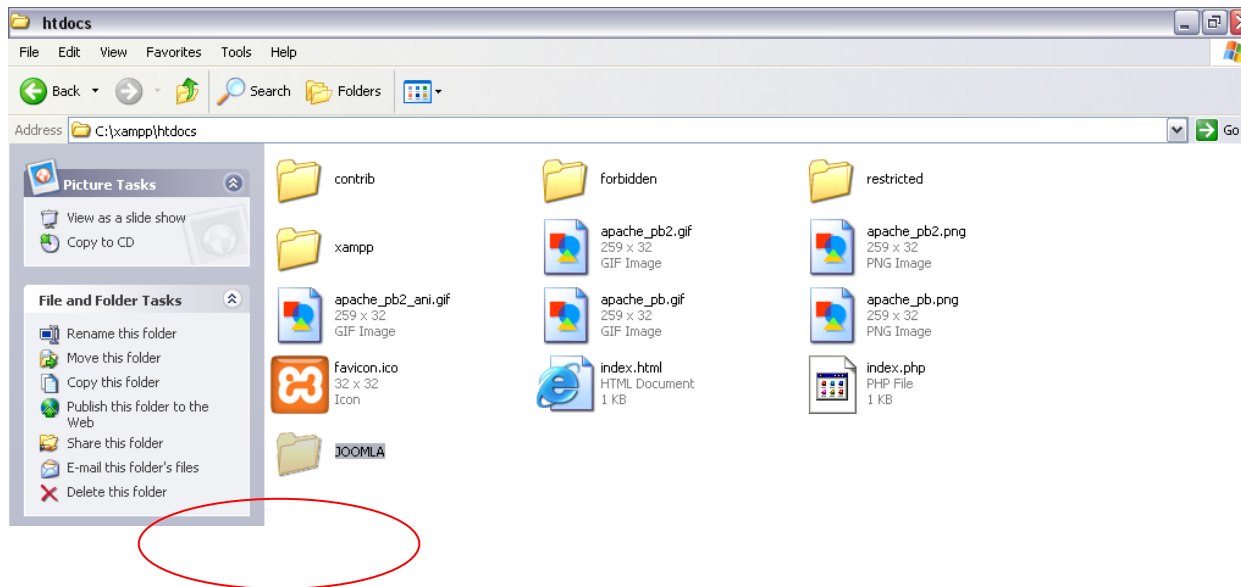 htdocs
File Edit View Favorites Tools Help
Back Search Folders
Address C:\xampp\htdocs Go
Picture Tasks
View as a slide show
Copy to CD
File and Folder Tasks
Rename this folder
Move this folder
Copy this folder
Publish this folder to the
Web
Share this folder
E-mail this folder's files
Delete this folder
contrib
forbidden
restricted
xampp
apache_pb2.gif
259 x 32
GIF Image
apache_pb2.png
259 x 32
PNG Image
apache_pb2_ani.gif
259 x 32
GIF Image
apache_pb.gif
259 x 32
GIF Image
apache_pb.png
259 x 32
PNG Image
favicon.ico
32 x 32
Icon
index.html
HTML Document
1 KB
index.php
PHP File
1 KB
JOOMLA